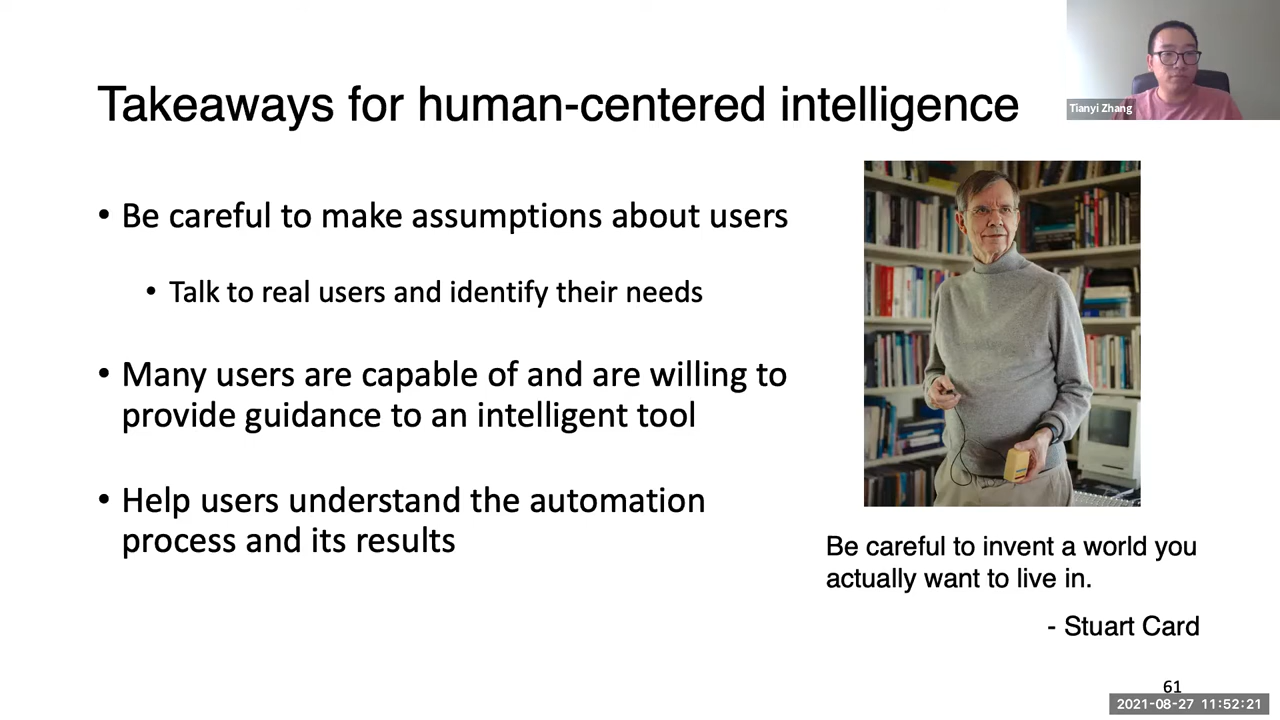 Takeaways for human-centered intelligence
Tianyi Zhang
• Be careful to make assumptions about users
• Talk to real users and identify their needs
• Many users are capable of and are willing to
provide guidance to an intelligent tool
• Help users understand the automation
process and its results
Be careful to invent a world you
actually want to live in.
- Stuart Card
61
2021-08-27 11:52:21